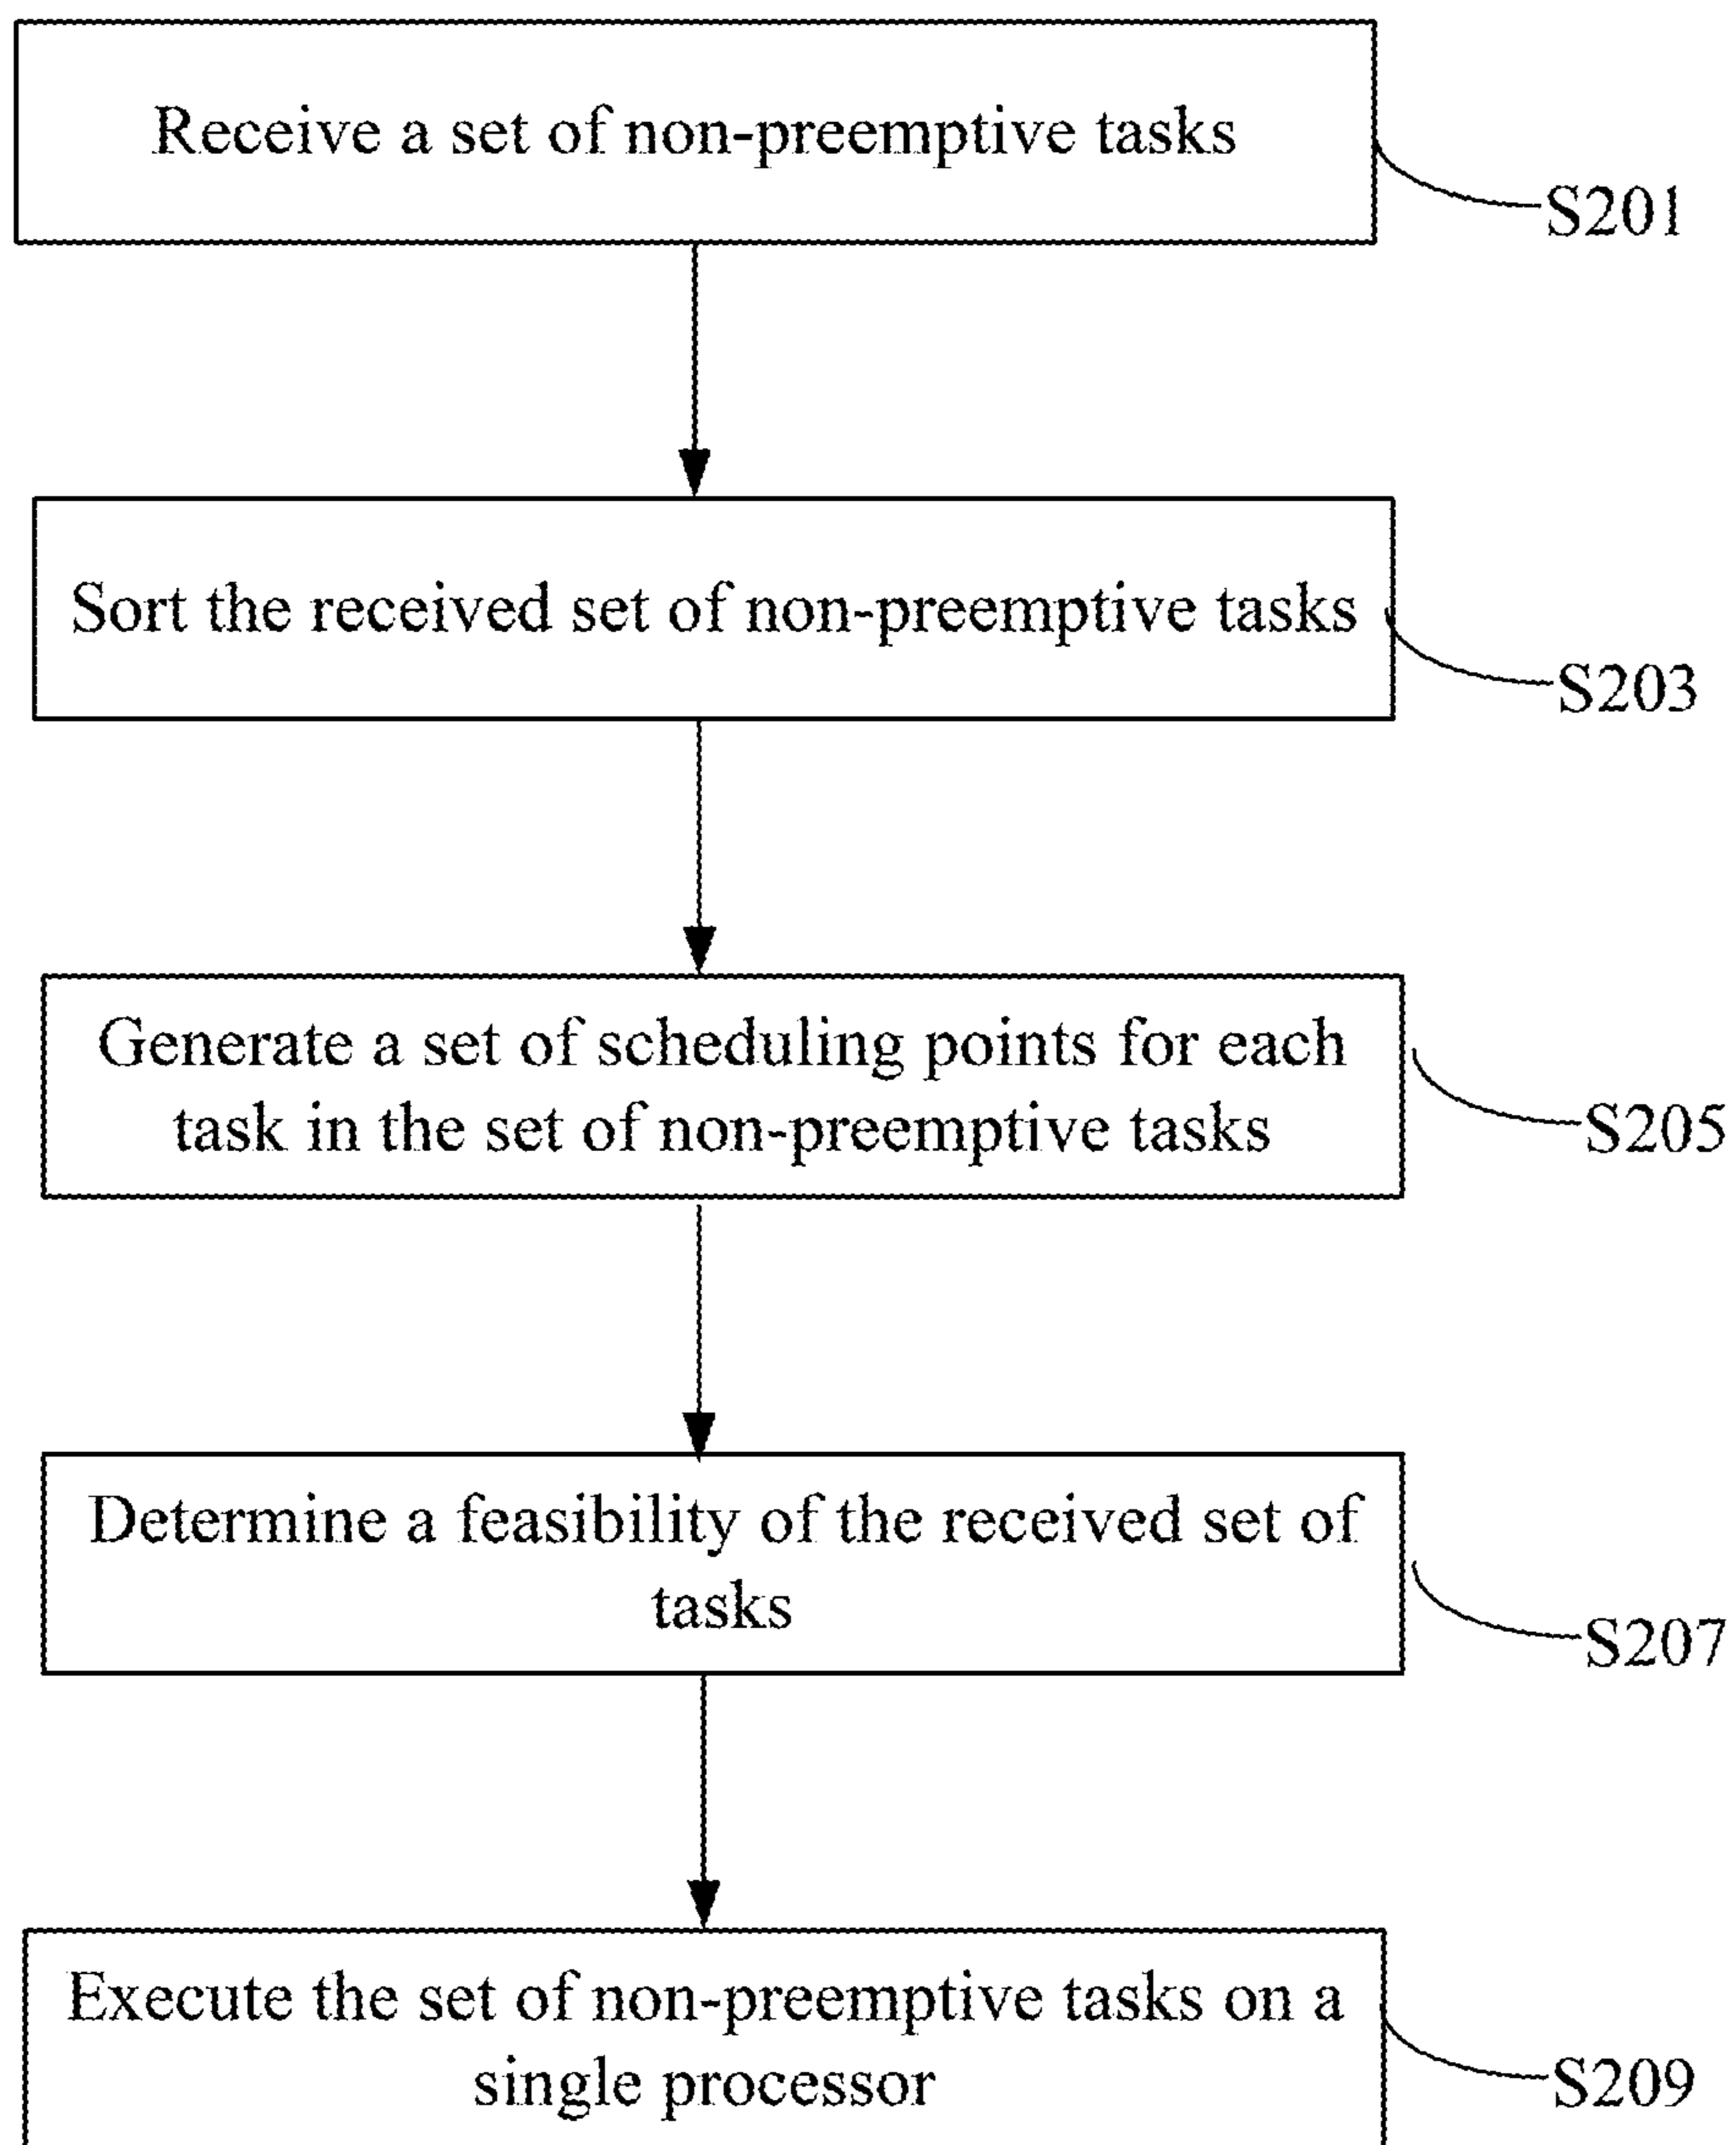 Receive a set of non-preemptive tasks
S201
Sort the received set of non-preemptive tasks
S203
Generate a set of scheduling points for each
task in the set of non-preemptive tasks
S205
Determine a feasibility of the received set of
tasks
S207
Execute the set of non-preemptive tasks on a
single processor
S209